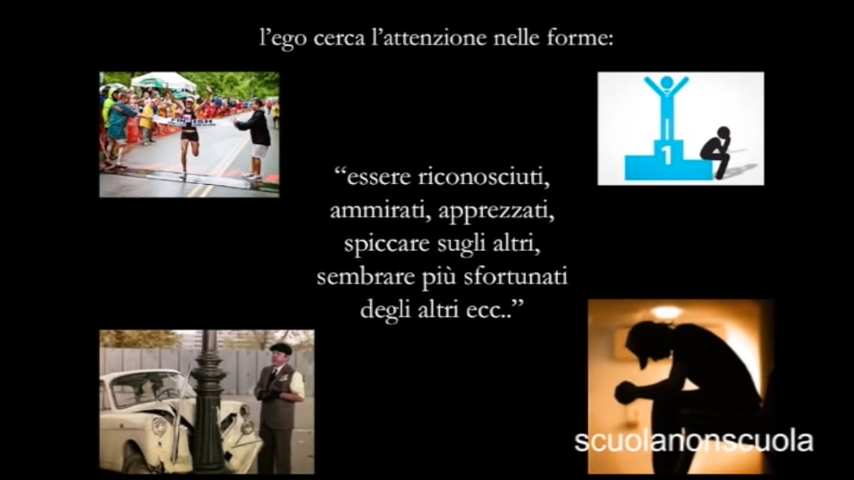 l’ego cerca l’attenzione nelle forme:
FINISH
1
“essere riconosciuti,
ammirati, apprezzati,
spiccare sugli altri,
sembrare più sfortunati
degli altri ecc..”
scuolanonscuola